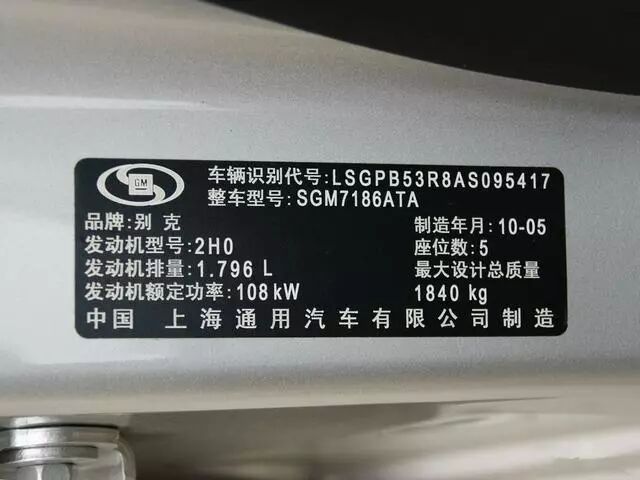 GM
车辆识别代号:LSGPB53R8AS095417
整车型号:SGM7186ATA
品牌:别 克 制造年月:10-05
发动机型号:2H0 座位数:5
发动机排量:1.796 L 最大设计总质量
发动机额定功率:108kW 1840 kg
中国 上海通用汽车有限公司制造